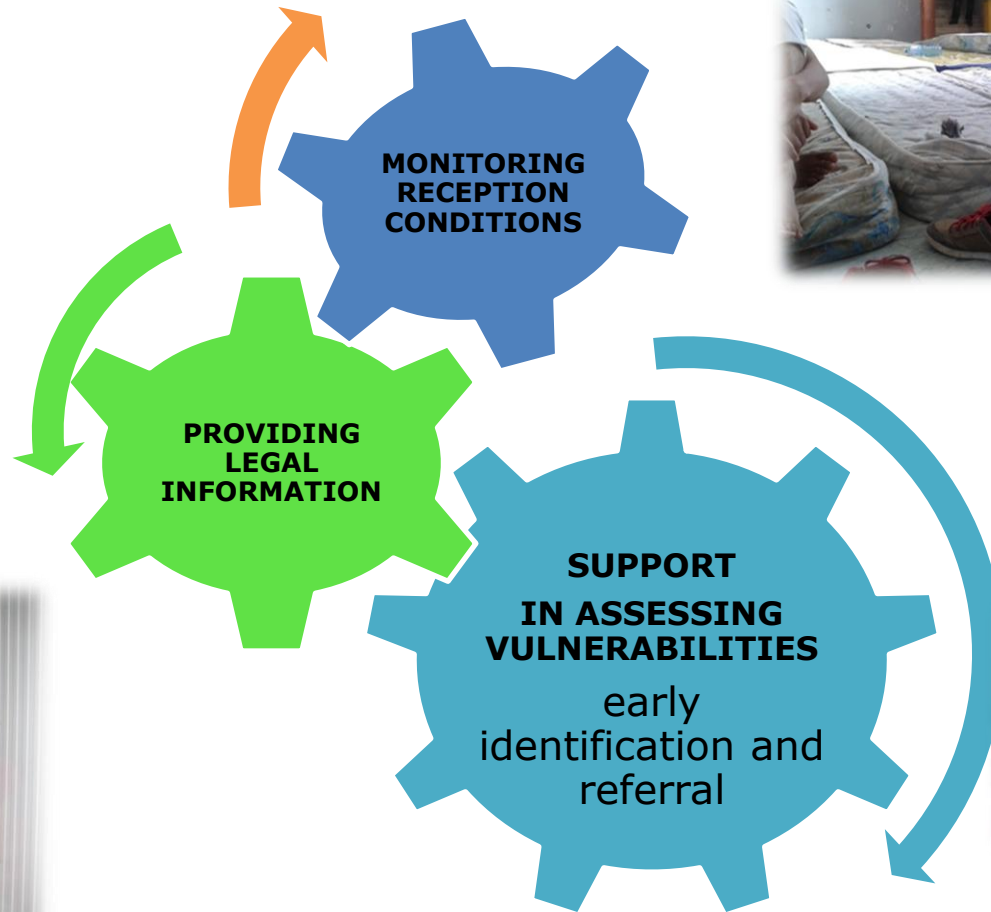 MONITORING
RECEPTION
CONDITIONS
PROVIDING
LEGAL
INFORMATION
SUPPORT
IN ASSESSING
VULNERABILITIES
early
identification and
referral